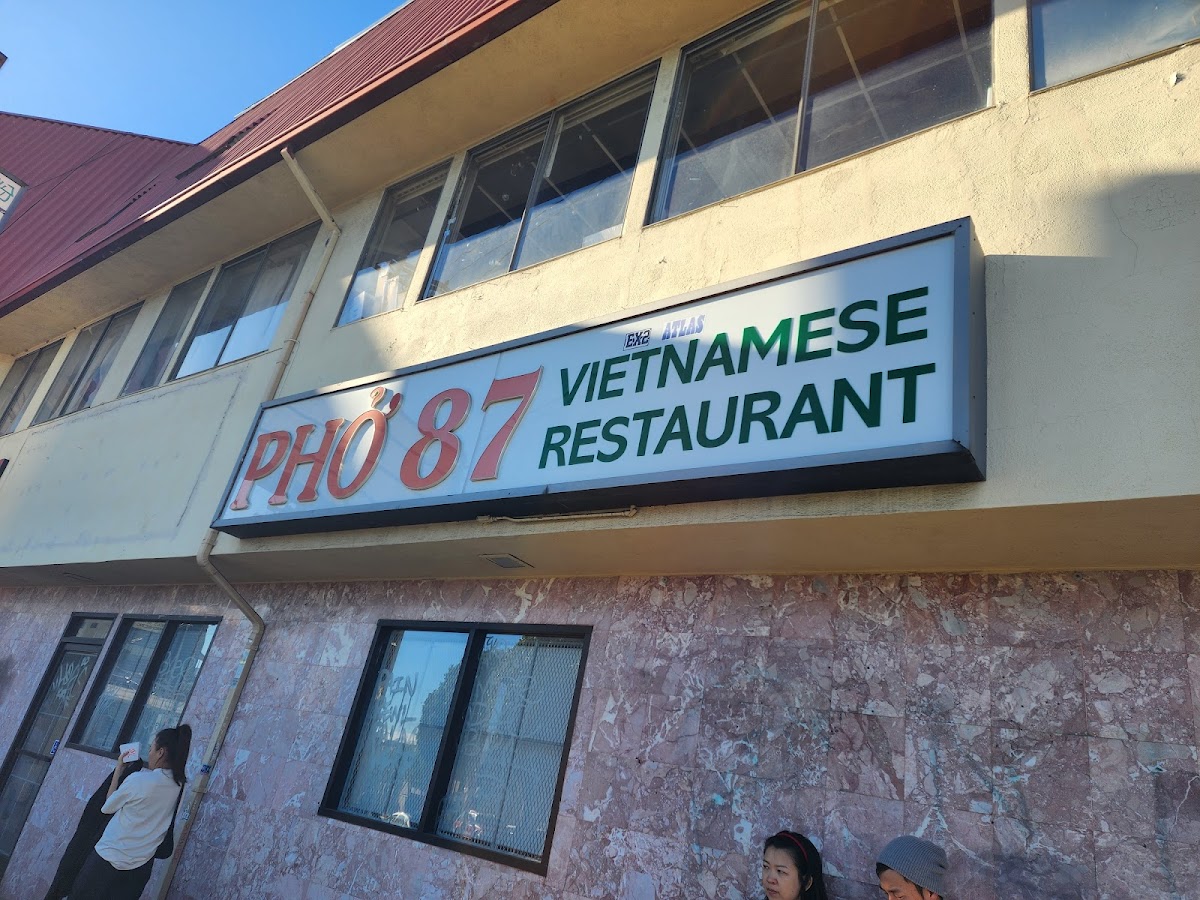 PHỞ 87
VIETNAMESE
RESTAURANT
EX2 ATLAS